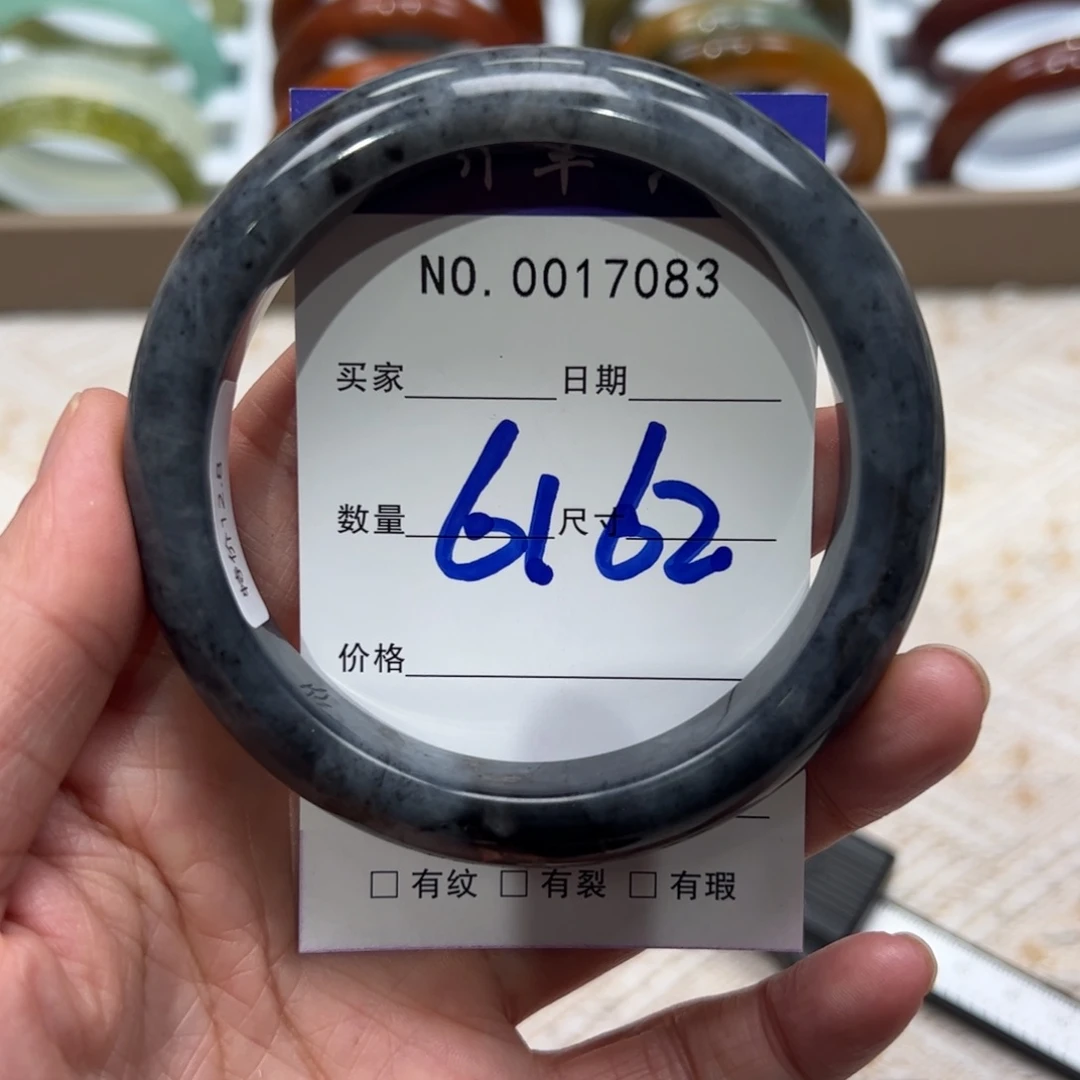 NO. 0017083
买家 日期
数量 61 尺寸 62
价格
□ 有纹 □ 有裂 □ 有瑕